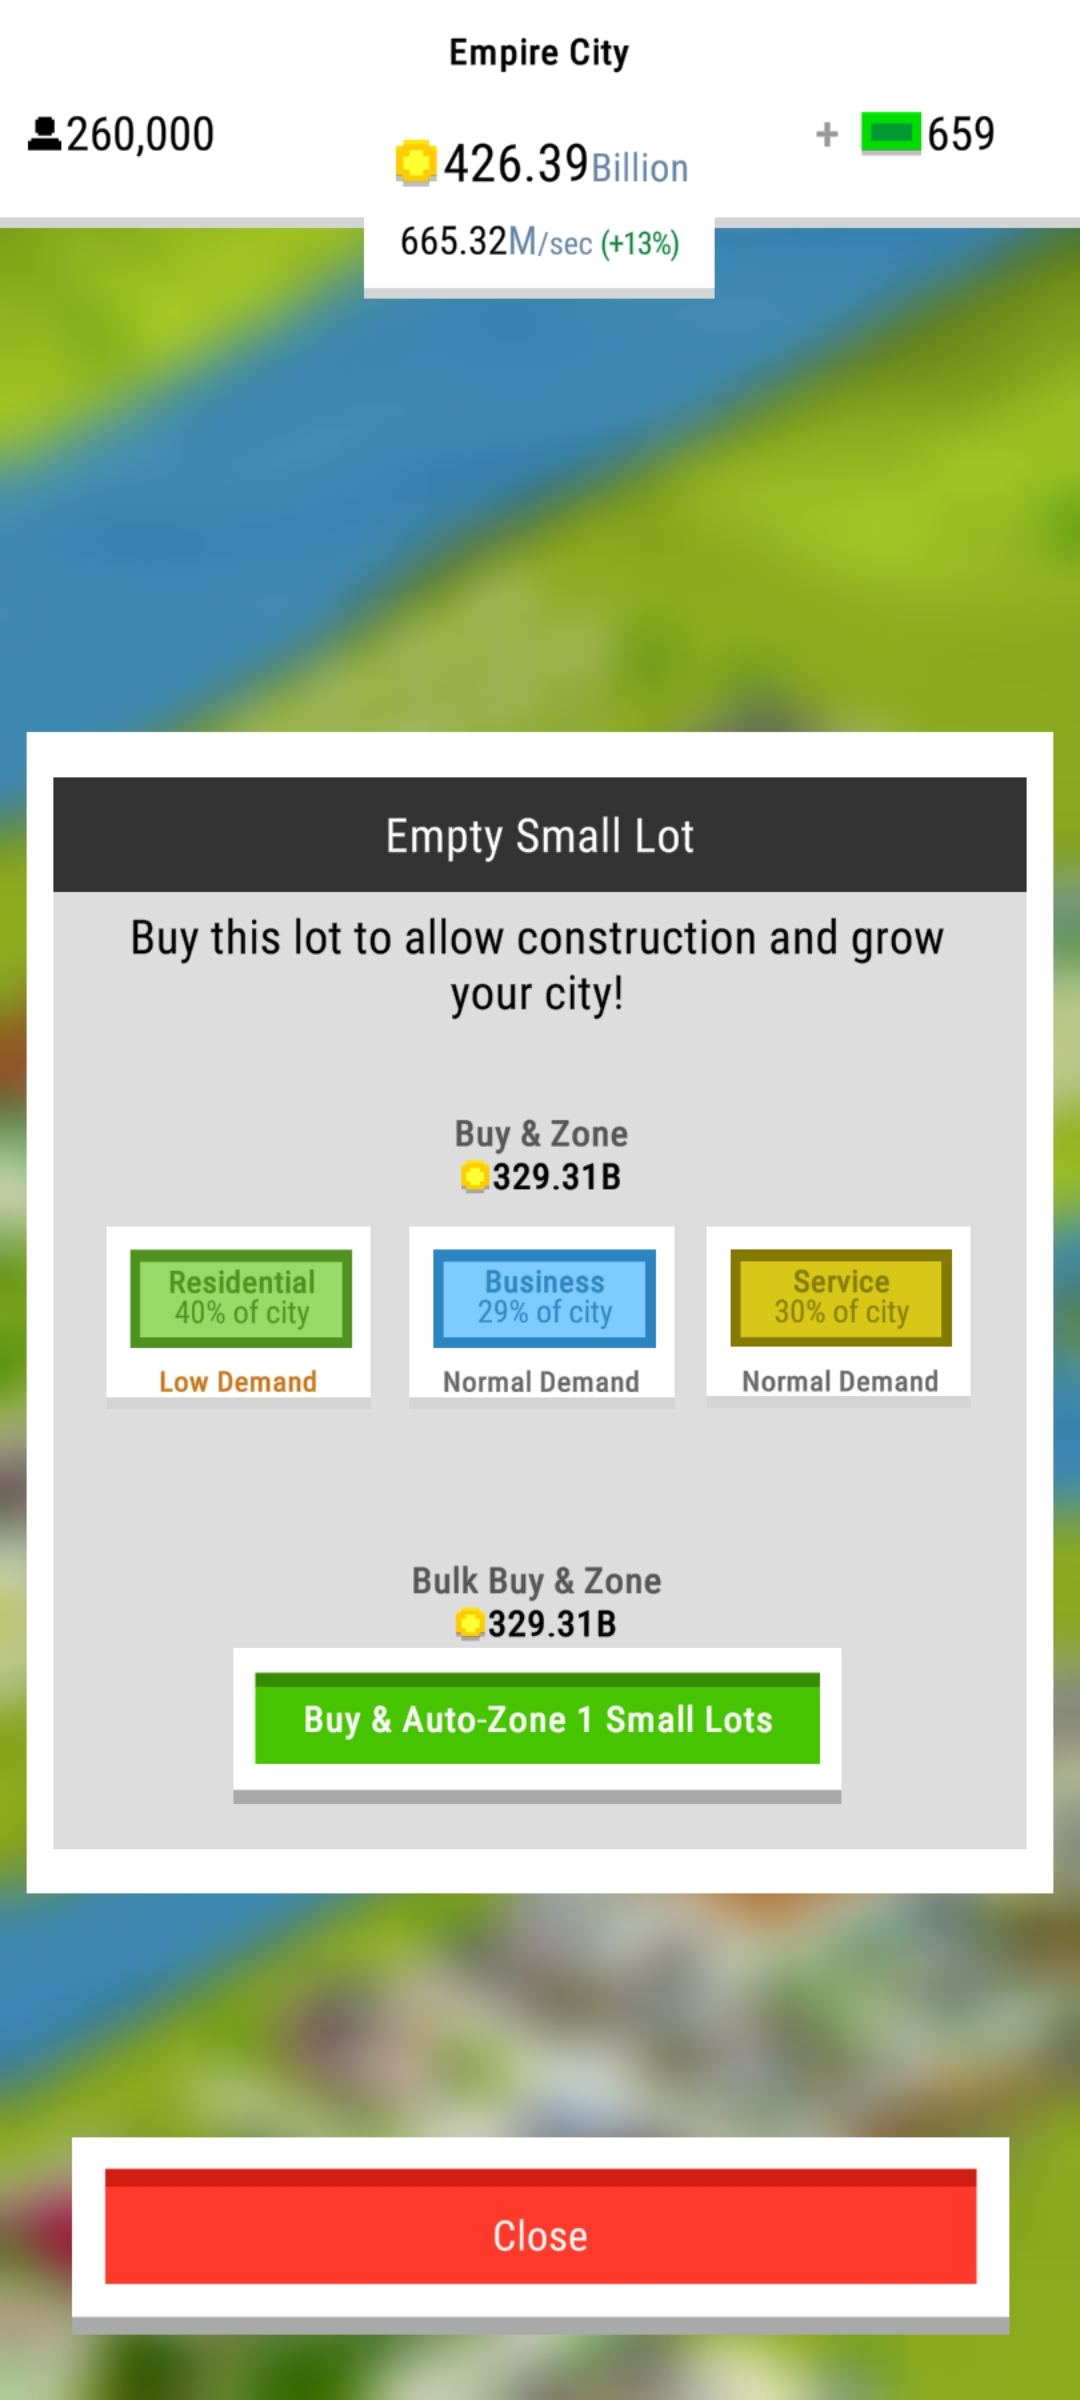 Empire City
260,000
426.39Billion
+ 659
665.32M/sec (+13%)
Empty Small Lot
Buy this lot to allow construction and grow
your city!
Buy & Zone
329.31B
Residential
40% of city
Low Demand
Business
29% of city
Normal Demand
Service
30% of city
Normal Demand
Bulk Buy & Zone
329.31B
Buy & Auto-Zone 1 Small Lots
Close